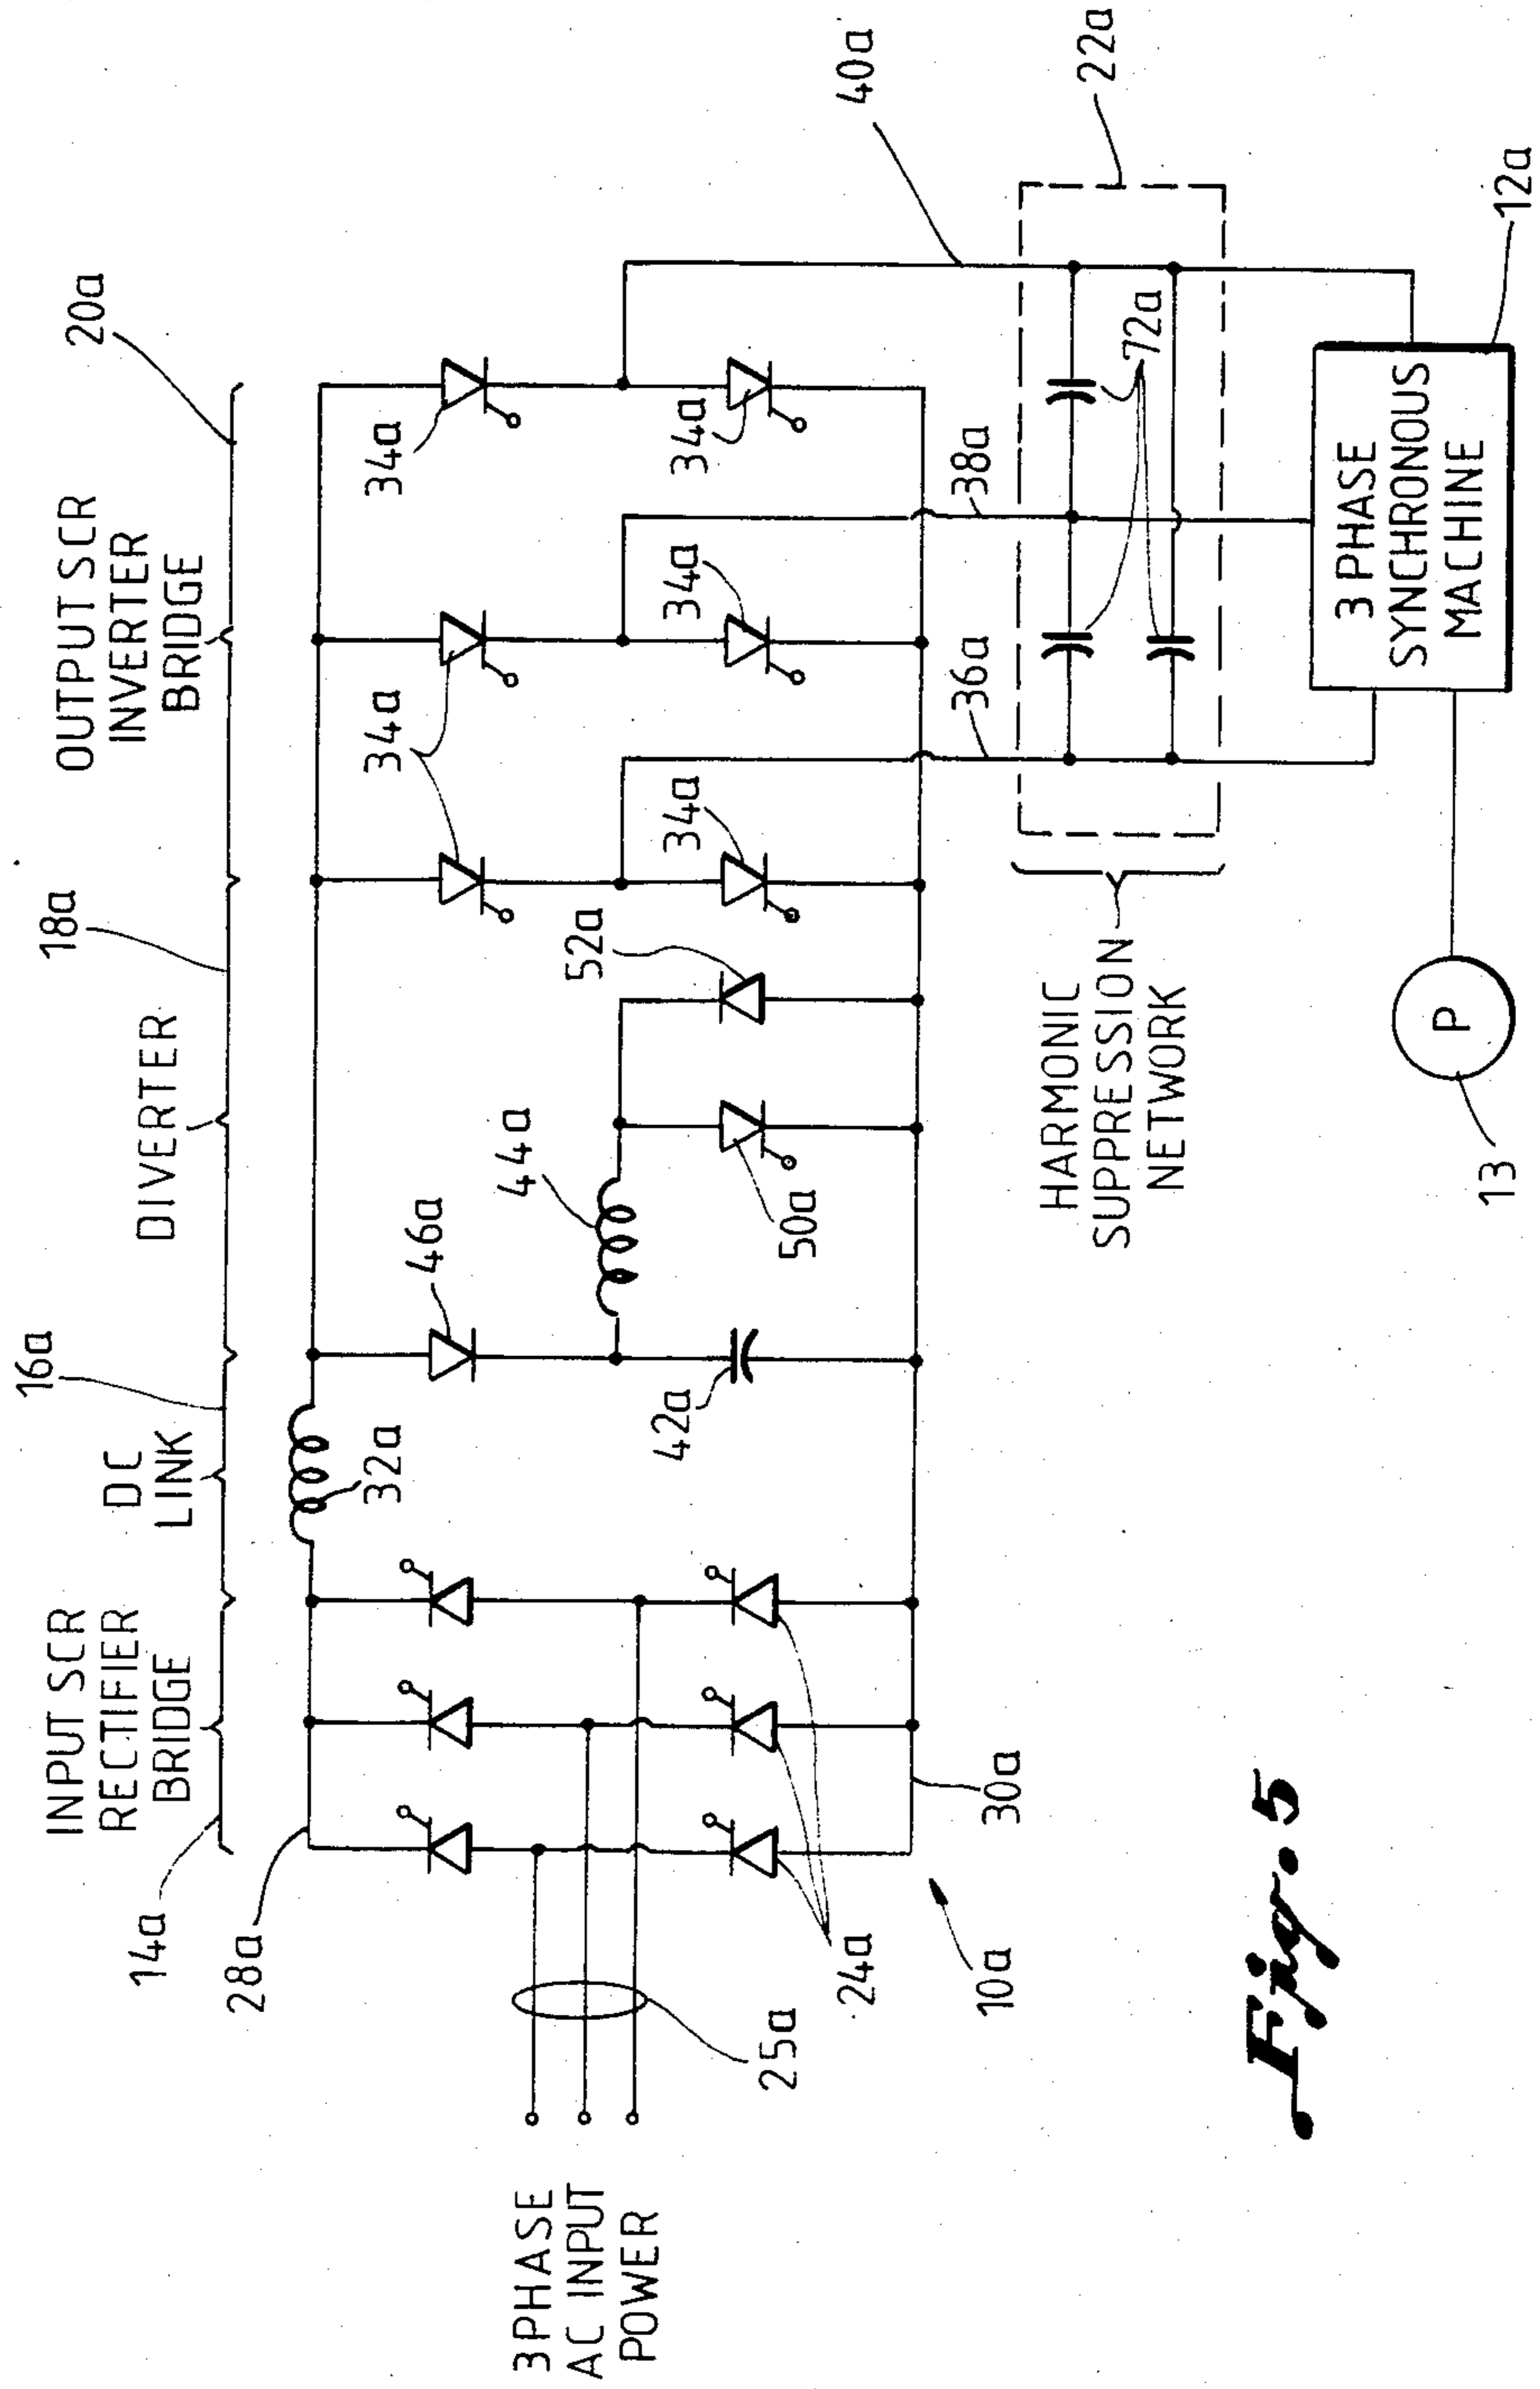 INPUT SCR
RECTIFIER
BRIDGE
DC
LINK
DIVERTER
OUTPUT SCR
INVERTER
BRIDGE
14a
16a
18a
20a
28a
32a
46a
34a
34a
44a
42a
50a
52a
34a
34a
34a
3 PHASE
AC INPUT
POWER
25a
24a
30a
10a
36a
38a
40a
HARMONIC
SUPPRESSION
NETWORK
72a
22a
3 PHASE
SYNCHRONOUS
MACHINE
12a
P
13
Fig. 5